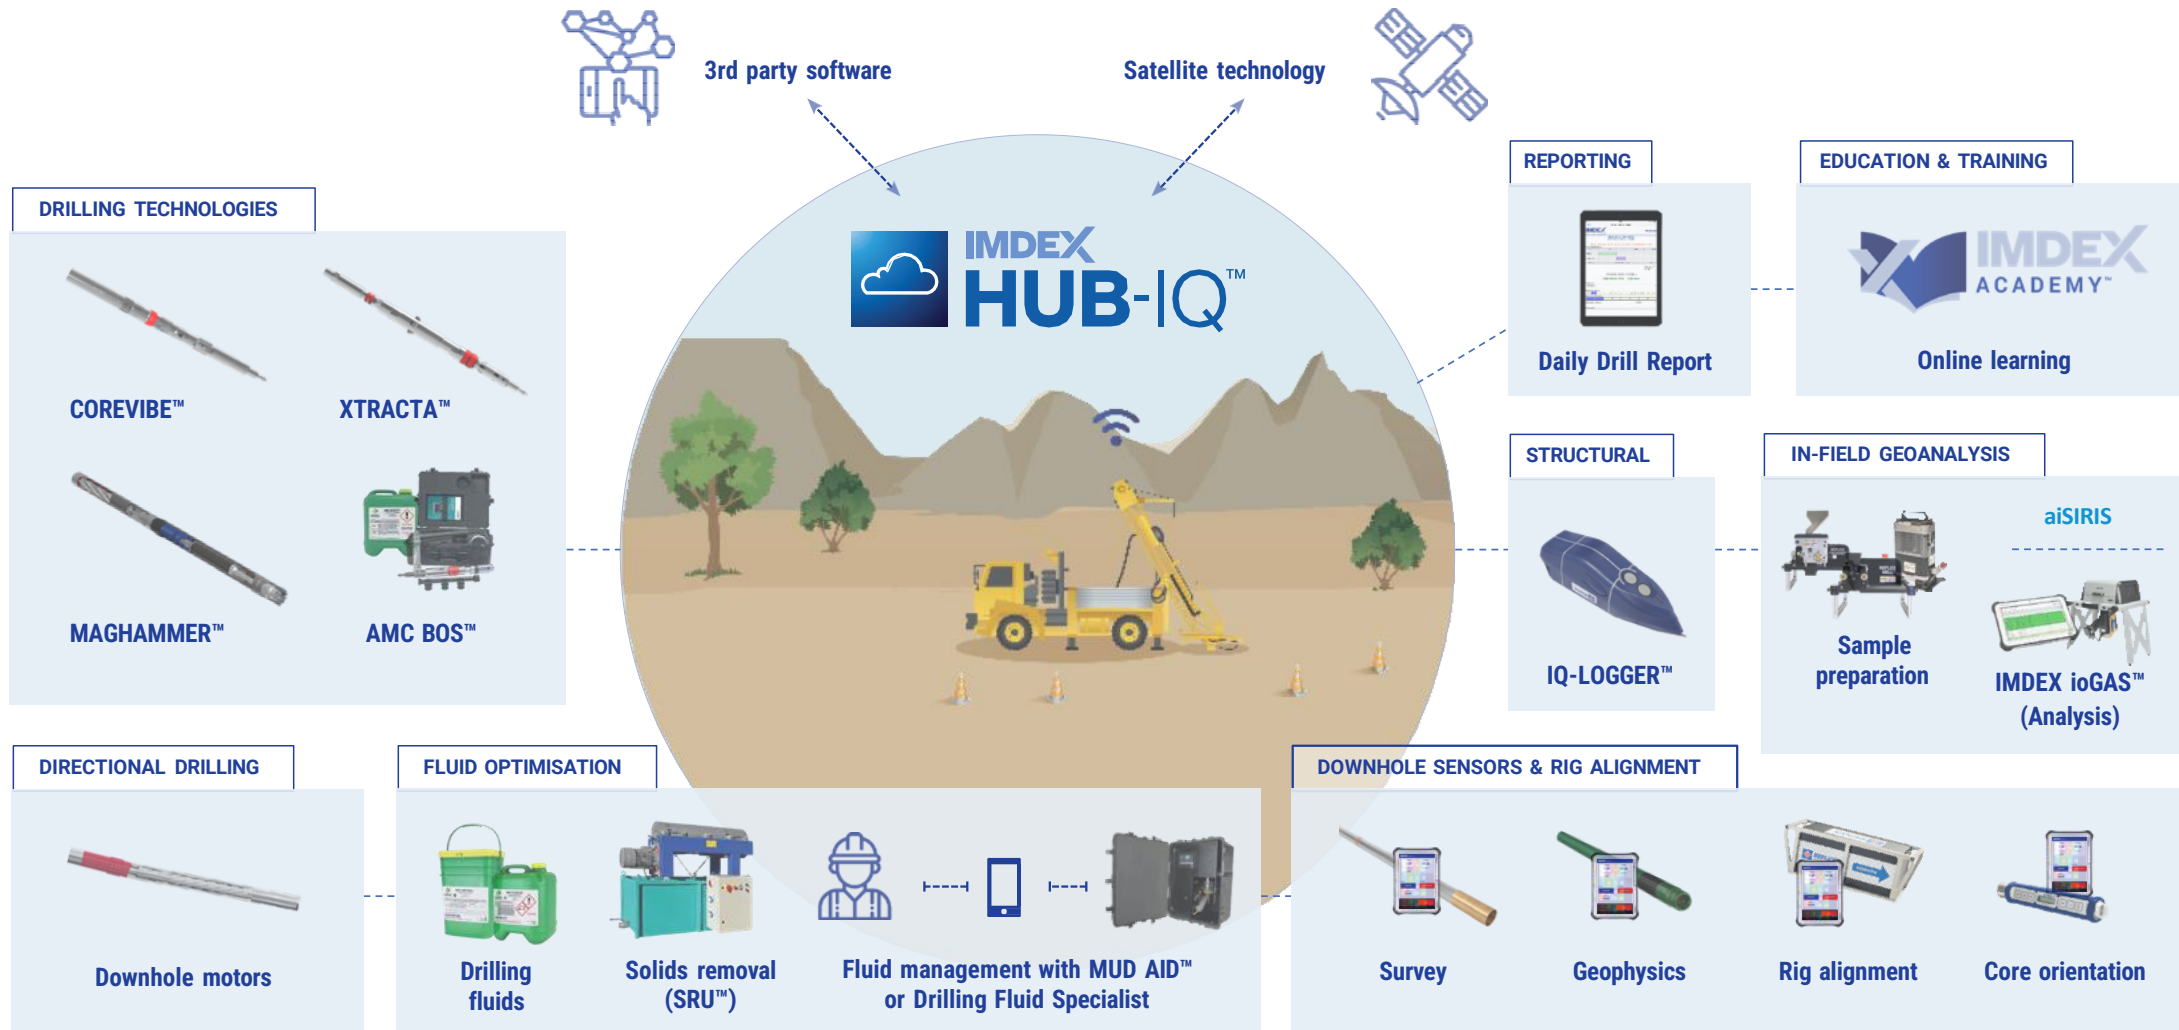 3rd party software
Satellite technology
REPORTING
EDUCATION & TRAINING
DRILLING TECHNOLOGIES
IMDEX
HUB-IQ™
IMDEX
ACADEMY™
Daily Drill Report
Online learning
COREVIBE™
XTRACTA™
STRUCTURAL
IN-FIELD GEOANALYSIS
aiSIRIS
MAGHAMMER™
AMC BOS™
IQ-LOGGER™
Sample
preparation
IMDEX ioGAS™
(Analysis)
DIRECTIONAL DRILLING
FLUID OPTIMISATION
DOWNHOLE SENSORS & RIG ALIGNMENT
Downhole motors
Drilling
fluids
Solids removal
(SRU™)
Fluid management with MUD AID™
or Drilling Fluid Specialist
Survey
Geophysics
Rig alignment
Core orientation